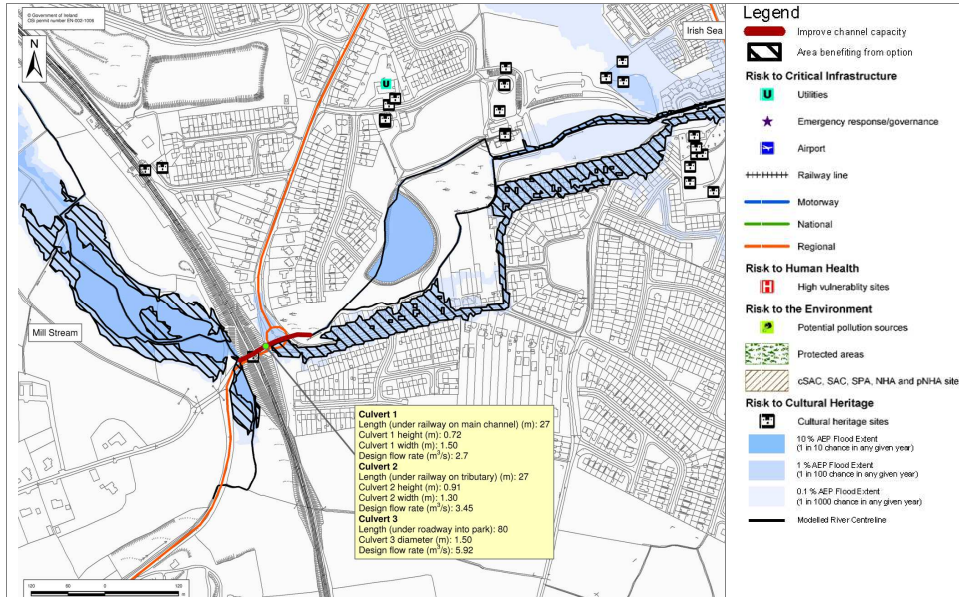 © Government of Ireland
OSi permit number EN-002-1008
N
Irish Sea
U
Mill Stream
Culvert 1
Length (under railway on main channel) (m): 27
Culvert 1 height (m): 0.72
Culvert 1 width (m): 1.50
Design flow rate (m³/s): 2.7
Culvert 2
Length (under railway on tributary) (m): 27
Culvert 2 height (m): 0.91
Culvert 2 width (m): 1.30
Design flow rate (m³/s): 3.45
Culvert 3
Length (under roadway into park): 80
Culvert 3 diameter (m): 1.50
Design flow rate (m³/s): 5.92
120 60 0 120
m
Legend
Improve channel capacity
Area benefiting from option
Risk to Critical Infrastructure
U Utilities
Emergency response/governance
Airport
Railway line
Motorway
National
Regional
Risk to Human Health
H High vulnerablity sites
Risk to the Environment
Potential pollution sources
Protected areas
cSAC, SAC, SPA, NHA and pNHA site
Risk to Cultural Heritage
Cultural heritage sites
10 % AEP Flood Extent
(1 in 10 chance in any given year)
1 % AEP Flood Extent
(1 in 100 chance in any given year)
0.1 % AEP Flood Extent
(1 in 1000 chance in any given year)
Modelled River Centreline